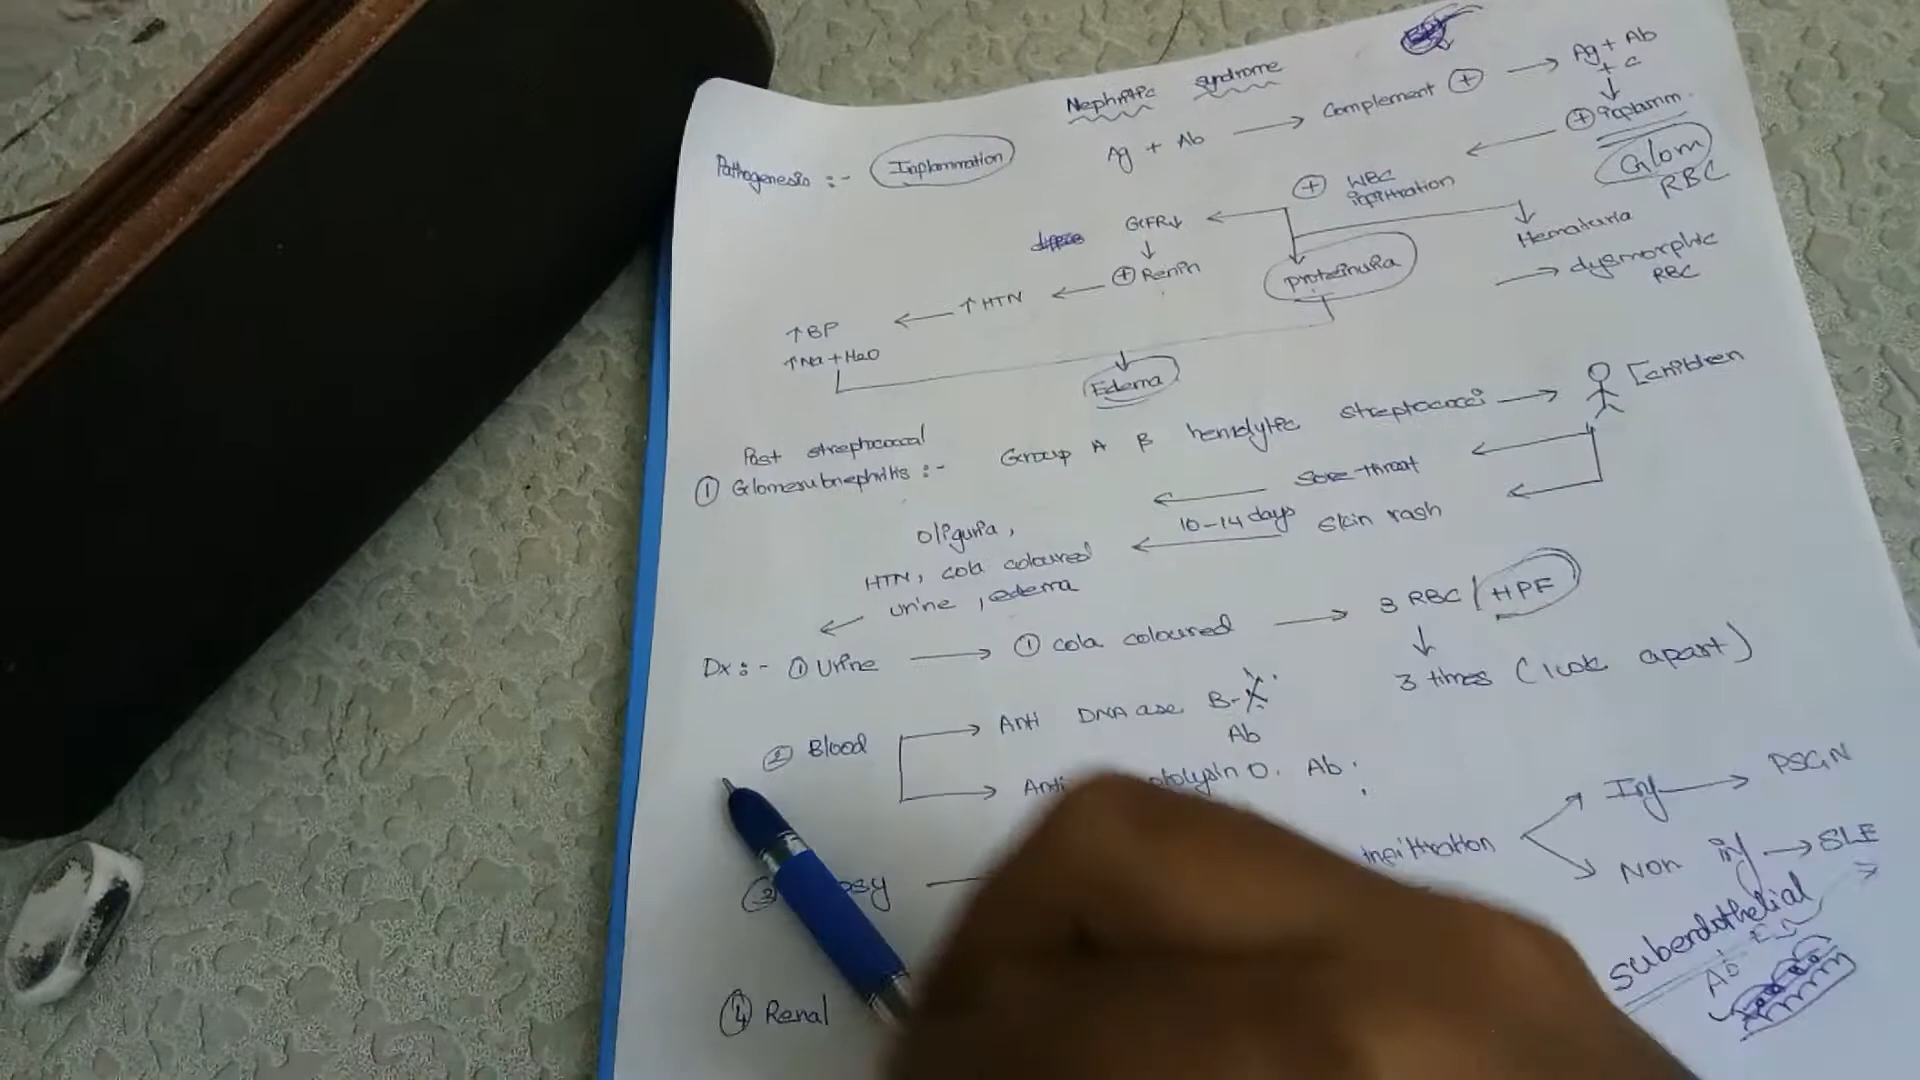 Nephritic syndrome
Pathogenesis :- Inflammation
Ag + Ab → Complement ⊕ → Ag + Ab
+ C
↓
⊕ Inflamm.
Glom
RBC
⊕ WBC
infiltration
GFR↓
↓
⊕ Renin
← ↑HTN ←
↑BP
↑Na + H2O
Proteinuria
Hematuria
→ dysmorphic
RBC
Edema
Post streptococcal
① Glomerulonephritis :- Group A β hemolytic streptococci → [children
Sore throat
10-14 days
Skin rash
Oliguria,
HTN, cola coloured
urine, edema
Dx :- ① Urine → ① cola coloured → 3 RBC / HPF
↓
3 times (1wk apart)
② Blood → Anti DNA ase B-
Ab
→ Anti O. Ab.
③
infiltration
Inf → PSGN
Non inf → SLE
subendothelial
④ Renal